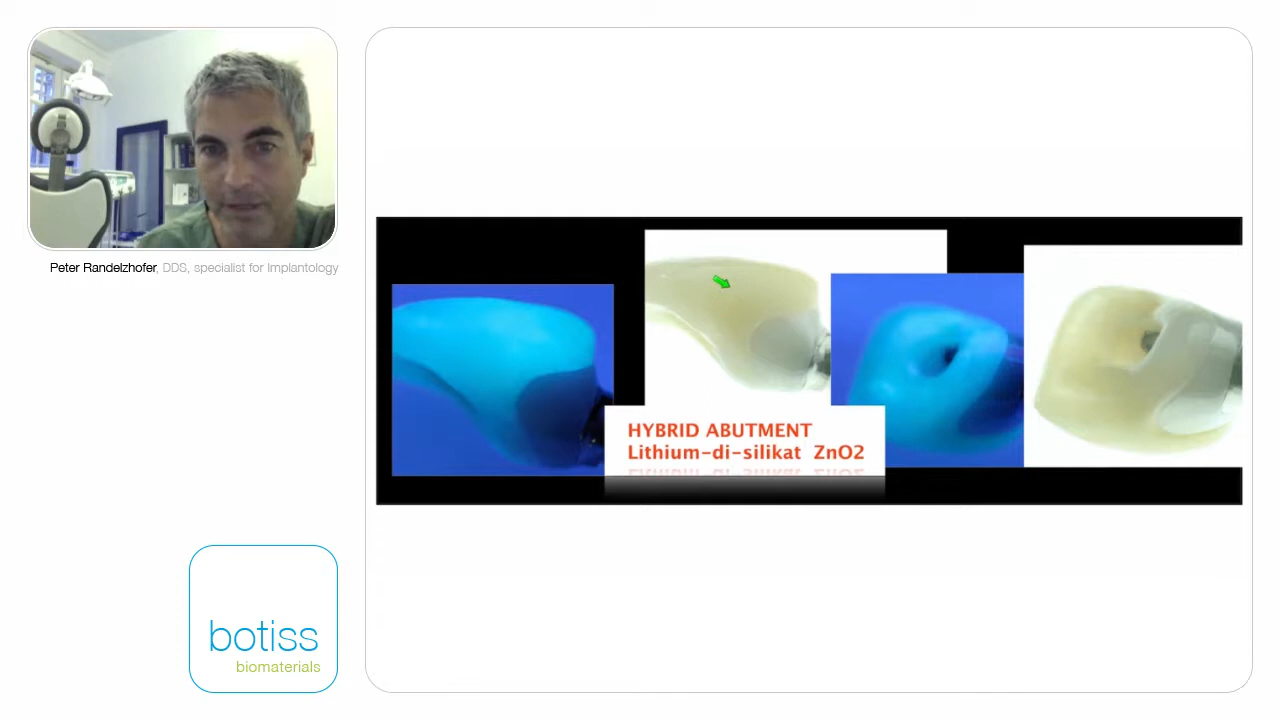 Peter Randelzhofer, DDS, specialist for Implantology
HYBRID ABUTMENT
Lithium-di-silikat ZnO2
botiss
biomaterials